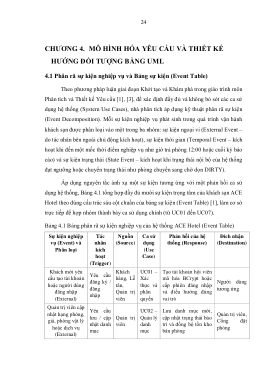 24
CHƯƠNG 4. MÔ HÌNH HÓA YÊU CẦU VÀ THIẾT KẾ
HƯỚNG ĐỐI TƯỢNG BẰNG UML
4.1 Phân rã sự kiện nghiệp vụ và Bảng sự kiện (Event Table)
Theo phương pháp luận giai đoạn Khởi tạo và Khám phá trong giáo trình môn
Phân tích và Thiết kế Yêu cầu [1], [3], để xác định đầy đủ và không bỏ sót các ca sử
dụng hệ thống (System Use Cases), nhà phân tích áp dụng kỹ thuật phân rã sự kiện
(Event Decomposition). Mỗi sự kiện nghiệp vụ phát sinh trong quá trình vận hành
khách sạn được phân loại vào một trong ba nhóm: sự kiện ngoại vi (External Event –
do tác nhân bên ngoài chủ động kích hoạt), sự kiện thời gian (Temporal Event – kích
hoạt khi đến một mốc thời điểm nghiệp vụ như giờ trả phòng 12:00 hoặc cuối kỳ báo
cáo) và sự kiện trạng thái (State Event – kích hoạt khi trạng thái nội bộ của hệ thống
đạt ngưỡng hoặc chuyển trạng thái như phòng chuyển sang chờ dọn DIRTY).
Áp dụng nguyên tắc ánh xạ một sự kiện tương ứng với một phản hồi ca sử
dụng hệ thống, Bảng 4.1 tổng hợp đầy đủ mười sự kiện trọng tâm của khách sạn ACE
Hotel theo đúng cấu trúc sáu cột chuẩn của bảng sự kiện (Event Table) [1], làm cơ sở
trực tiếp để hợp nhóm thành bảy ca sử dụng chính (từ UC01 đến UC07).
Bảng 4.1 Bảng phân rã sự kiện nghiệp vụ của hệ thống ACE Hotel (Event Table)
Sự kiện nghiệp vụ (Event) và Phân loại
Tác nhân kích hoạt (Trigger)
Nguồn (Source)
Ca sử dụng (Use Case)
Phản hồi của hệ thống (Response)
Đích nhận (Destination)
Khách mới yêu cầu tạo tài khoản hoặc người dùng đăng nhập (External)
Yêu cầu đăng ký / đăng nhập
Khách hàng, Lễ tân, Quản trị viên
UC01 – Xác thực và phân quyền
Tạo tài khoản hội viên mã hóa BCrypt hoặc cấp phiên đăng nhập và điều hướng đúng vai trò
Người dùng tương ứng
Quản trị viên cập nhật hạng phòng, giá, phòng vật lý hoặc dịch vụ (External)
Yêu cầu lưu / cập nhật danh mục
Quản trị viên
UC02 – Quản lý danh mục
Lưu danh mục mới, cập nhật trạng thái bảo trì và đồng bộ tồn kho bán phòng
Quản trị viên, Cổng đặt phòng